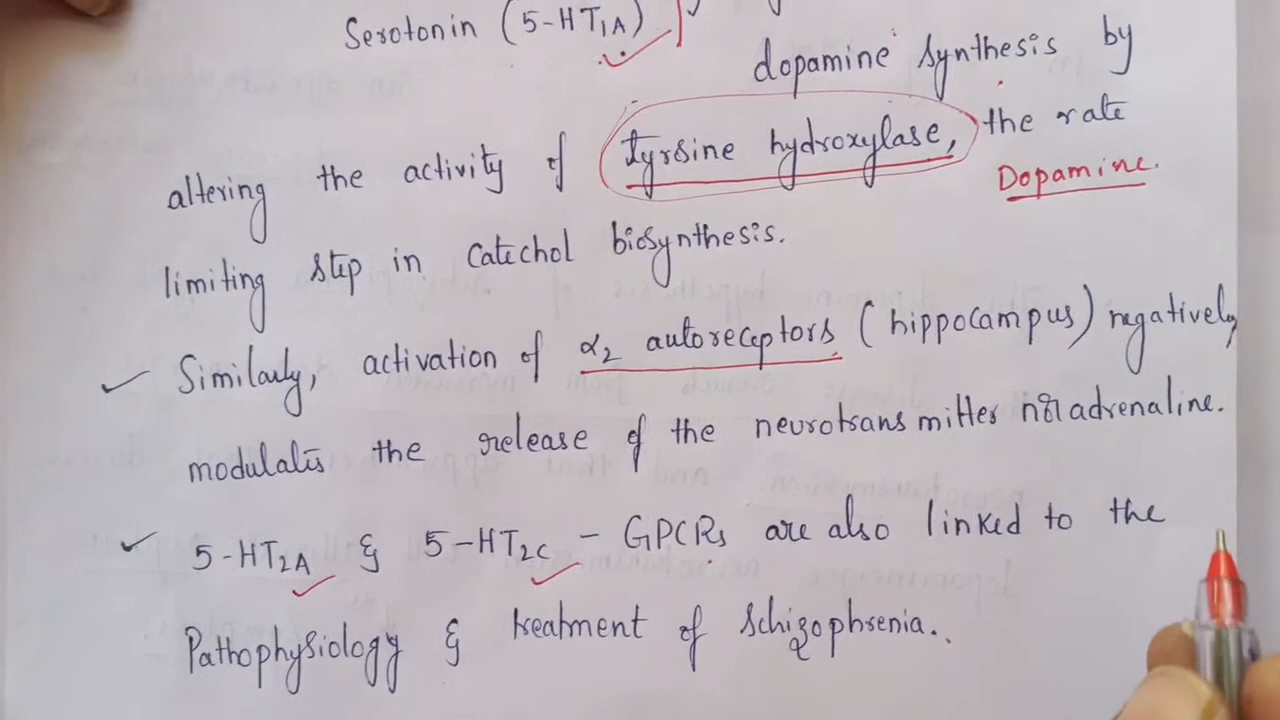 Serotonin (5-HT1A)
dopamine synthesis by
altering the activity of tyrsine hydroxylase, the rate
Dopamine.
limiting step in catechol biosynthesis.
Similarly, activation of α2 autoreceptors (hippocampus) negatively
modulates the release of the neurotransmitter noradrenaline.
5-HT2A & 5-HT2C - GPCRs are also linked to the
Pathophysiology & treatment of schizophrenia.